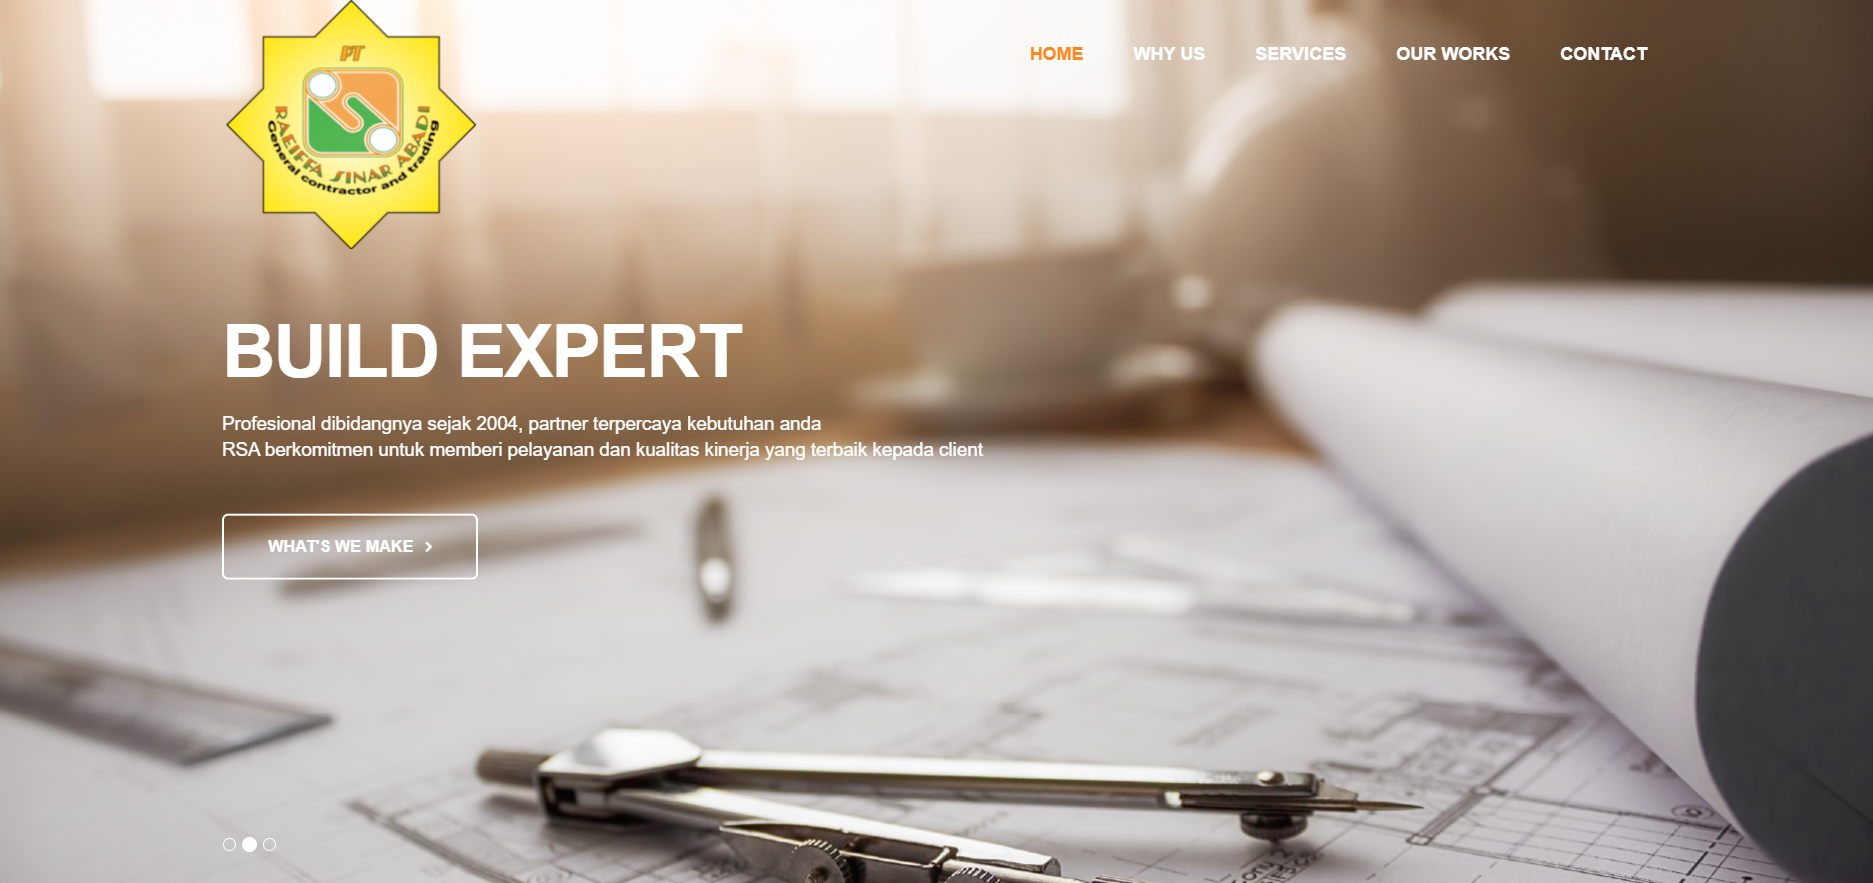 PT
RAEIFFA SINAR ABADI
General contractor and trading
HOME WHY US SERVICES OUR WORKS CONTACT
BUILD EXPERT
Profesional dibidangnya sejak 2004, partner terpercaya kebutuhan anda
RSA berkomitmen untuk memberi pelayanan dan kualitas kinerja yang terbaik kepada client
WHAT'S WE MAKE